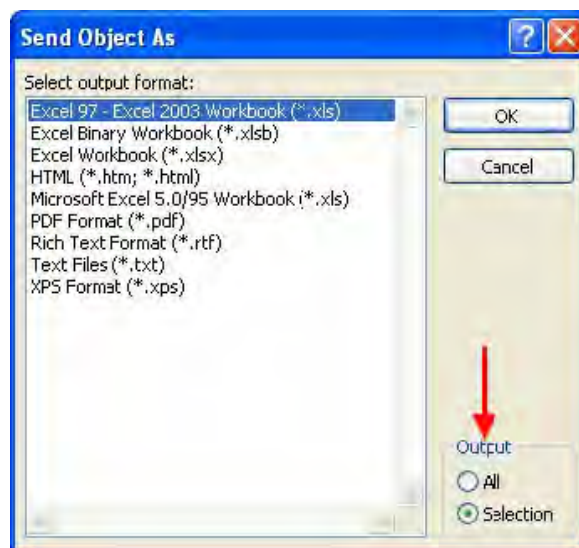 Send Object As
Select output format:
Excel 97 - Excel 2003 Workbook (*.xls)
Excel Binary Workbook (*.xlsb)
Excel Workbook (*.xlsx)
HTML (*.htm; *.html)
Microsoft Excel 5.0/95 Workbook (*.xls)
PDF Format (*.pdf)
Rich Text Format (*.rtf)
Text Files (*.txt)
XPS Format (*.xps)
OK
Cancel
Output
All
Selection